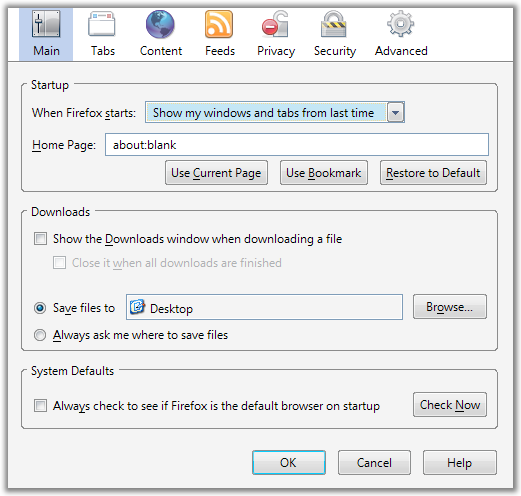 Main Tabs Content Feeds Privacy Security Advanced
Startup
When Firefox starts: Show my windows and tabs from last time
Home Page: about:blank
Use Current Page Use Bookmark Restore to Default
Downloads
Show the Downloads window when downloading a file
Close it when all downloads are finished
Save files to Desktop Browse...
Always ask me where to save files
System Defaults
Always check to see if Firefox is the default browser on startup Check Now
OK Cancel Help